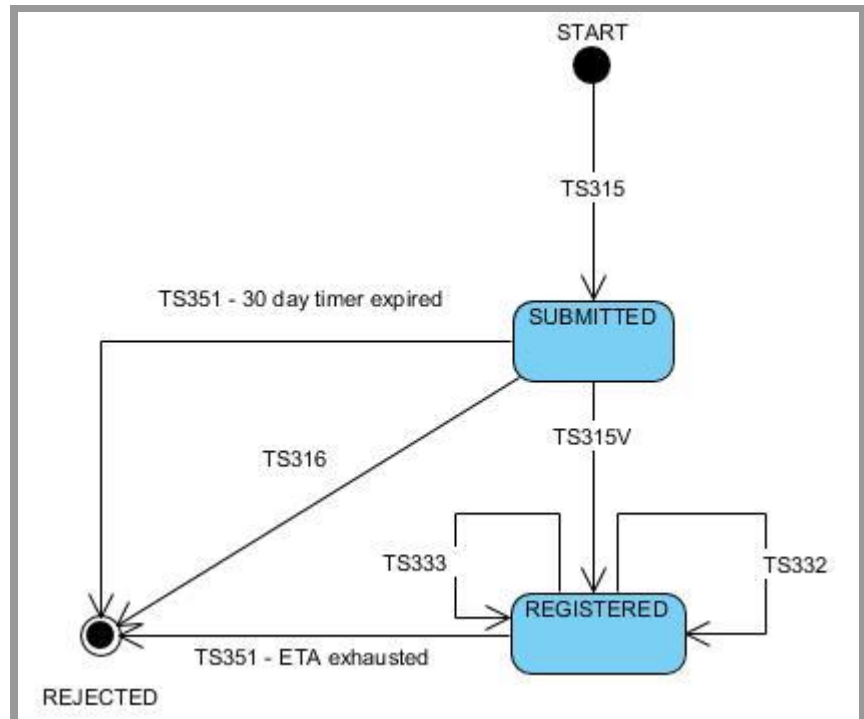 START
TS315
TS351 - 30 day timer expired
SUBMITTED
TS315V
TS316
TS333
TS332
REGISTERED
TS351 - ETA exhausted
REJECTED